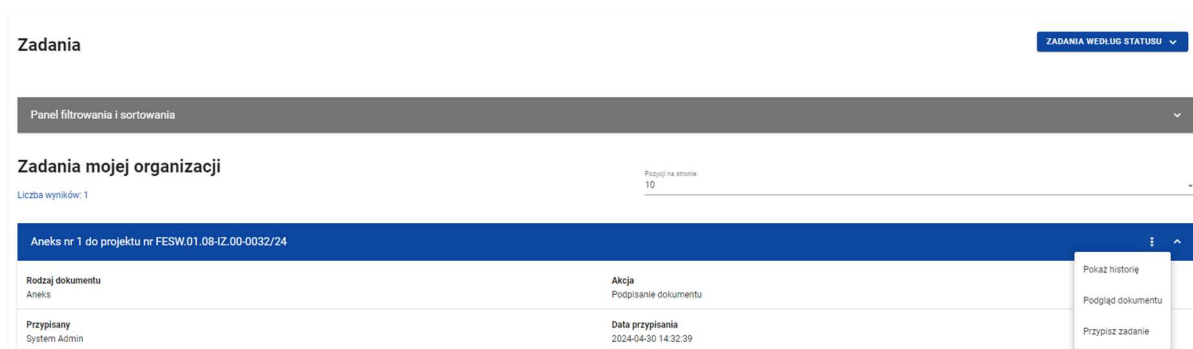 Zadania
ZADANIA WEDŁUG STATUSU
Panel filtrowania i sortowania
Zadania mojej organizacji
Pozycji na stronie:
10
Liczba wyników: 1
Aneks nr 1 do projektu nr FESW.01.08-IZ.00-0032/24
Pokaż historię
Rodzaj dokumentu
Akcja
Aneks
Podpisanie dokumentu
Podgląd dokumentu
Przypisany
Data przypisania
Przypisz zadanie
System Admin
2024-04-30 14:32:39